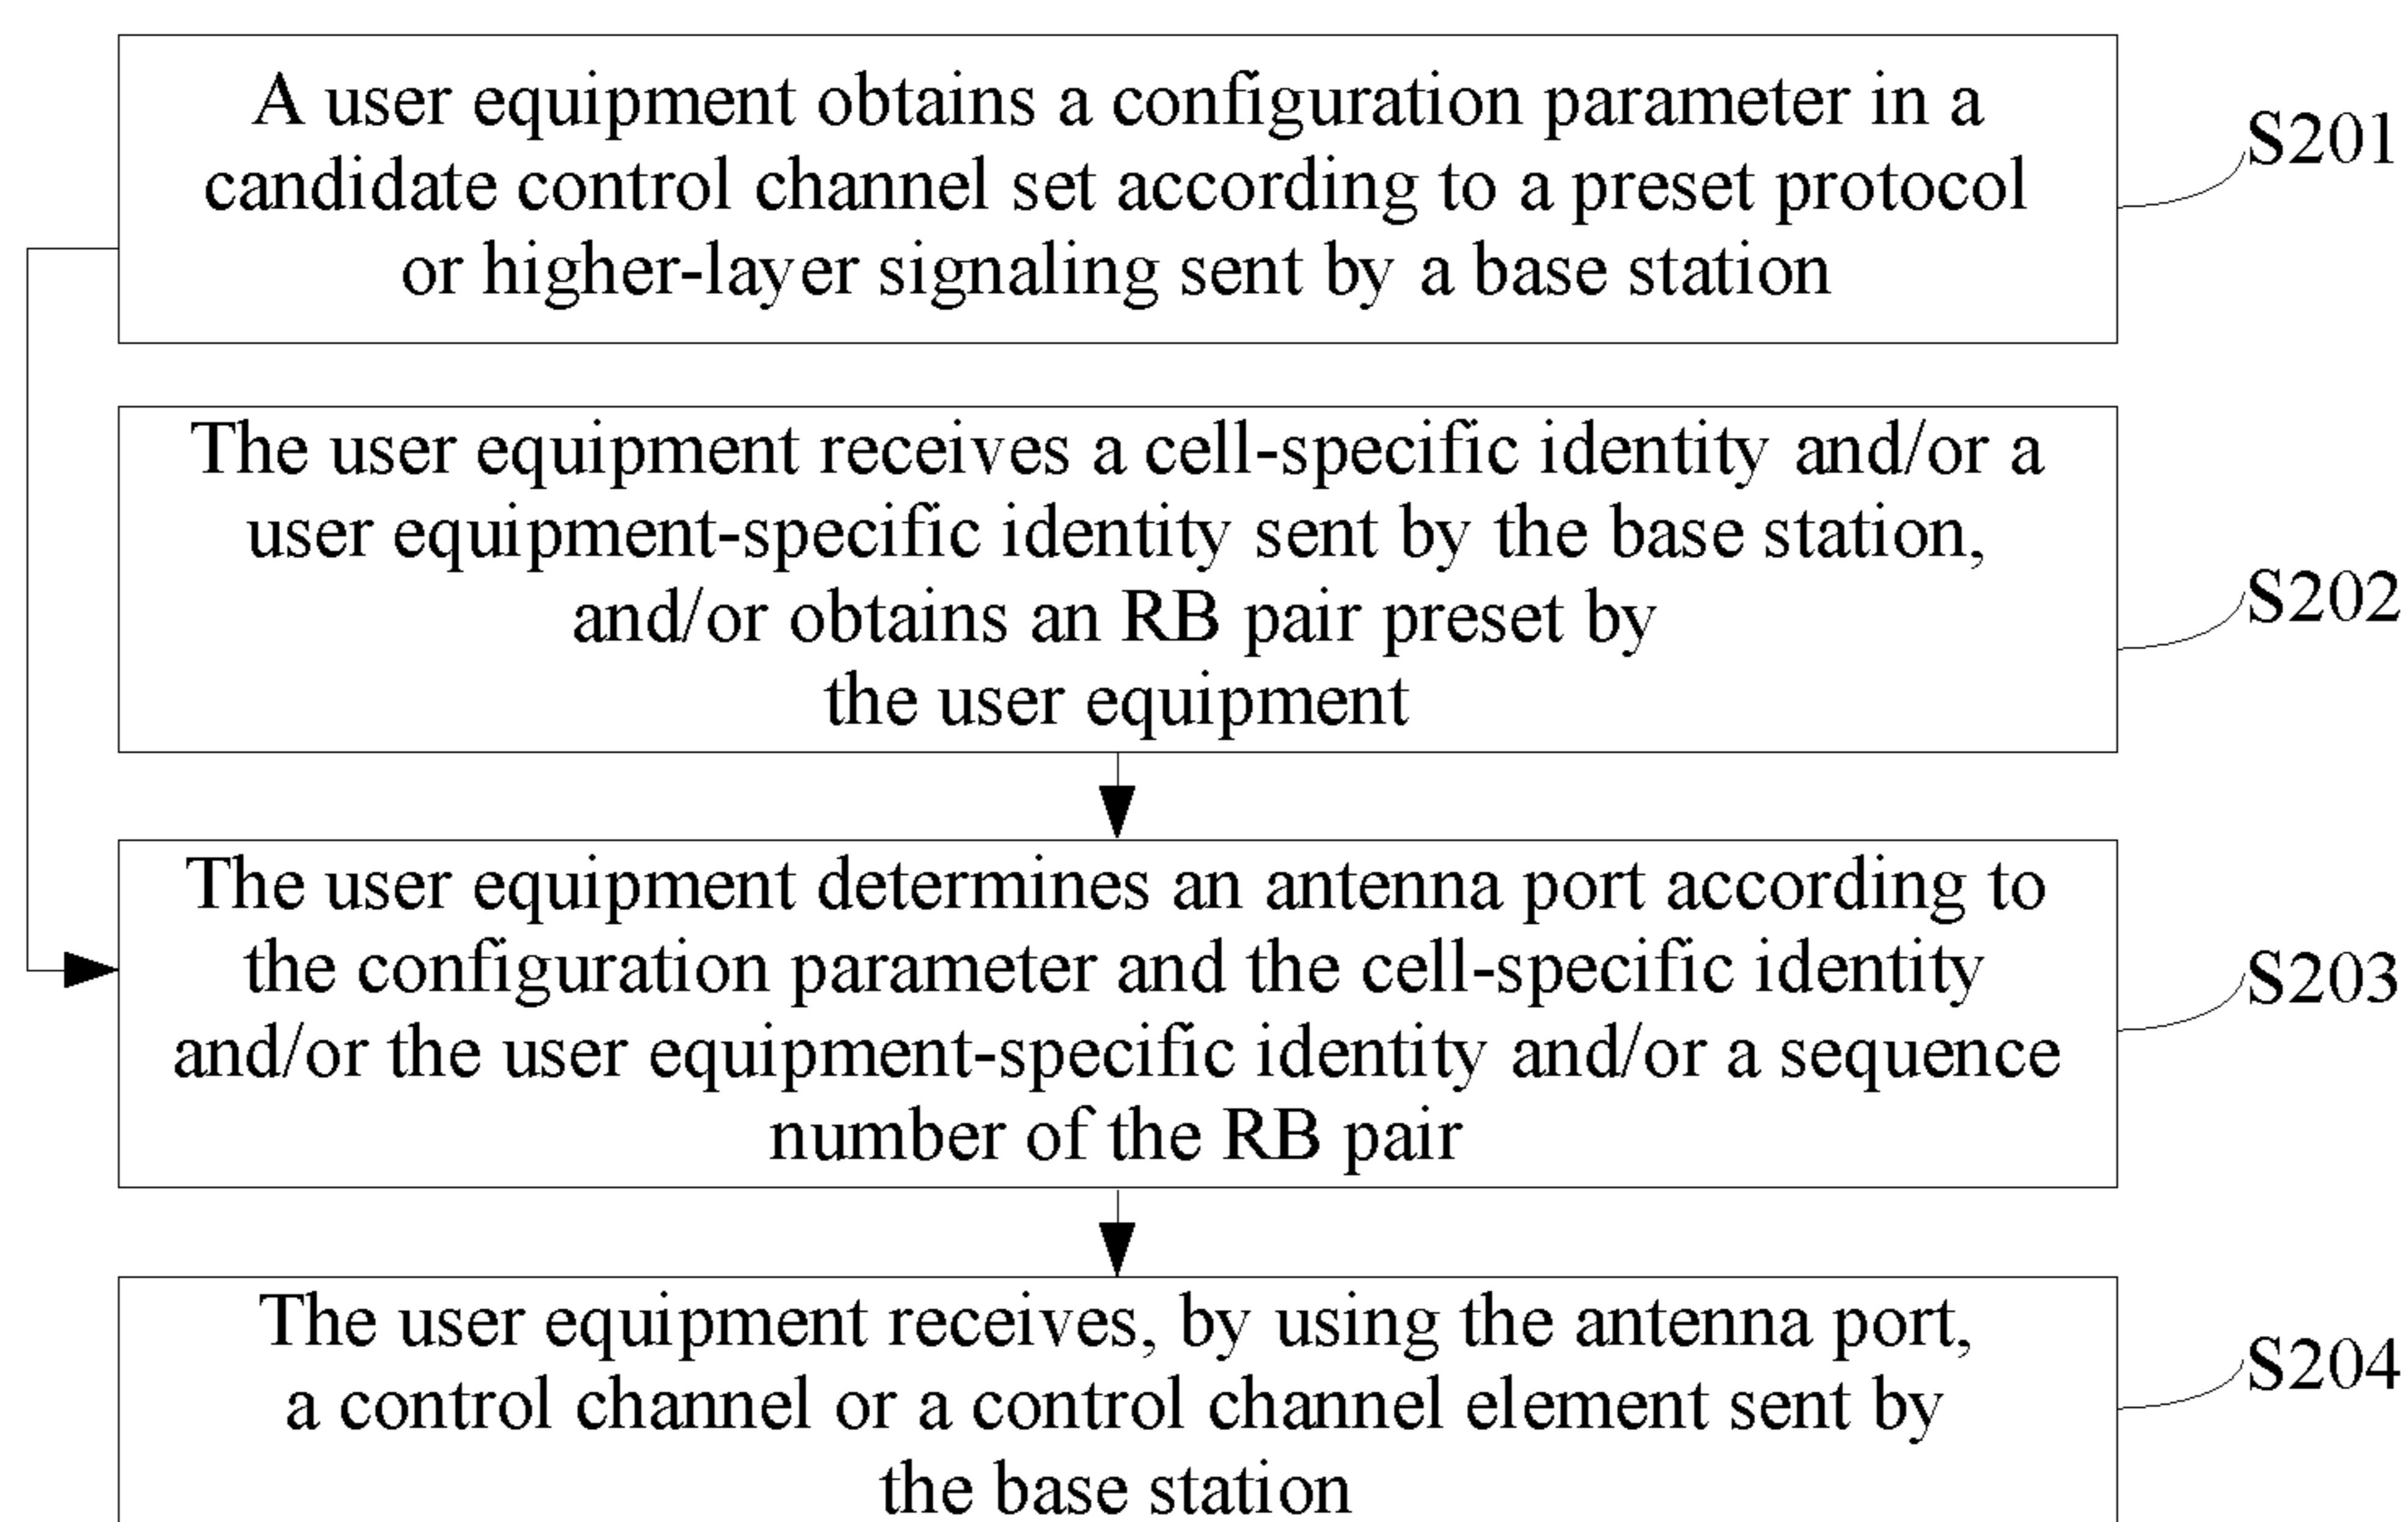 A user equipment obtains a configuration parameter in a
candidate control channel set according to a preset protocol
or higher-layer signaling sent by a base station
S201
The user equipment receives a cell-specific identity and/or a
user equipment-specific identity sent by the base station,
and/or obtains an RB pair preset by
the user equipment
S202
The user equipment determines an antenna port according to
the configuration parameter and the cell-specific identity
and/or the user equipment-specific identity and/or a sequence
number of the RB pair
S203
The user equipment receives, by using the antenna port,
a control channel or a control channel element sent by
the base station
S204